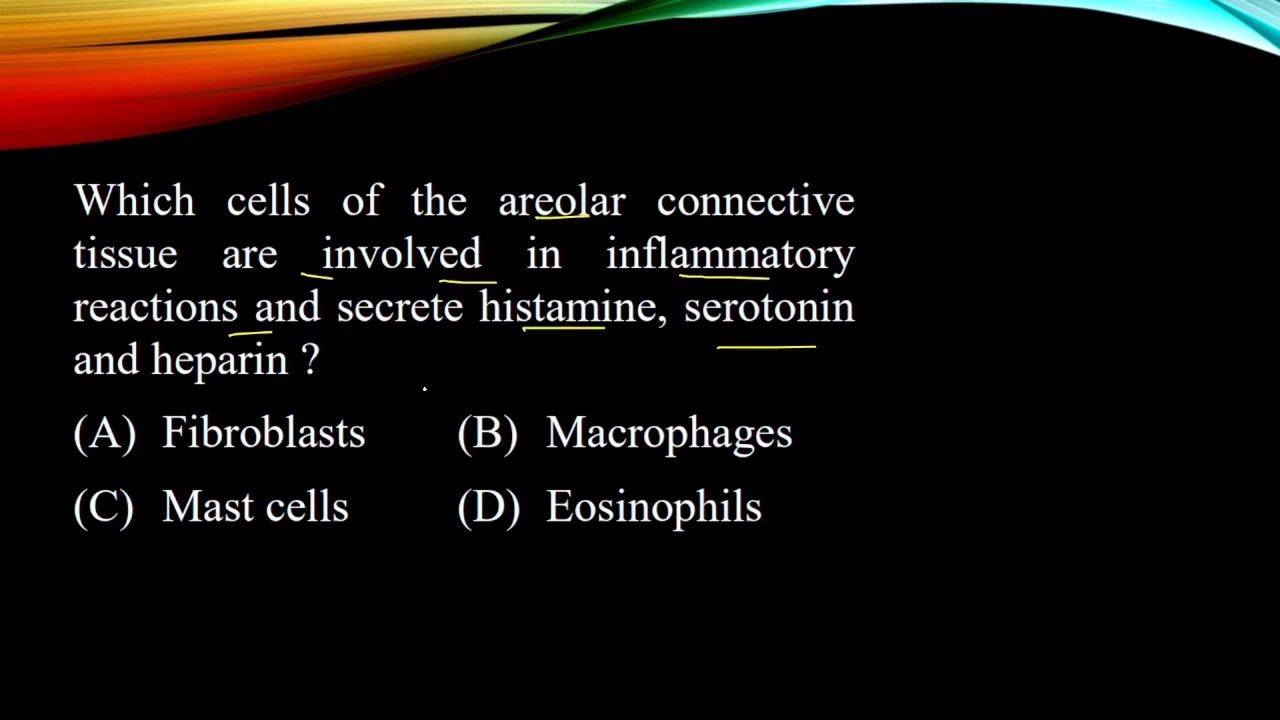 Which cells of the areolar connective
tissue are involved in inflammatory
reactions and secrete histamine, serotonin
and heparin ?
(A) Fibroblasts (B) Macrophages
(C) Mast cells (D) Eosinophils